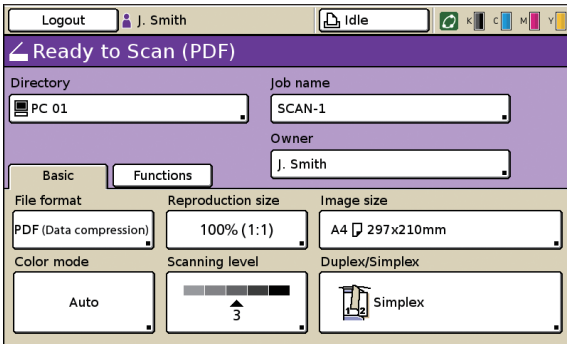 Logout
J. Smith
Idle
K C M Y
Ready to Scan (PDF)
Directory
PC 01
Job name
SCAN-1
Owner
J. Smith
Basic
Functions
File format
PDF (Data compression)
Reproduction size
100% (1:1)
Image size
A4 297x210mm
Color mode
Auto
Scanning level
3
Duplex/Simplex
1 2
Simplex